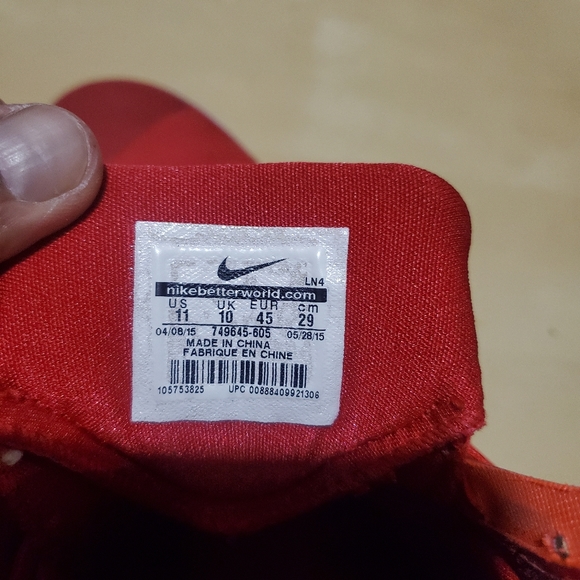 LN4
nikebetterworld.com
US UK EUR cm
11 10 45 29
04/08/15 749645-605 05/28/15
MADE IN CHINA
FABRIQUE EN CHINE
105753825 UPC 00888409921306